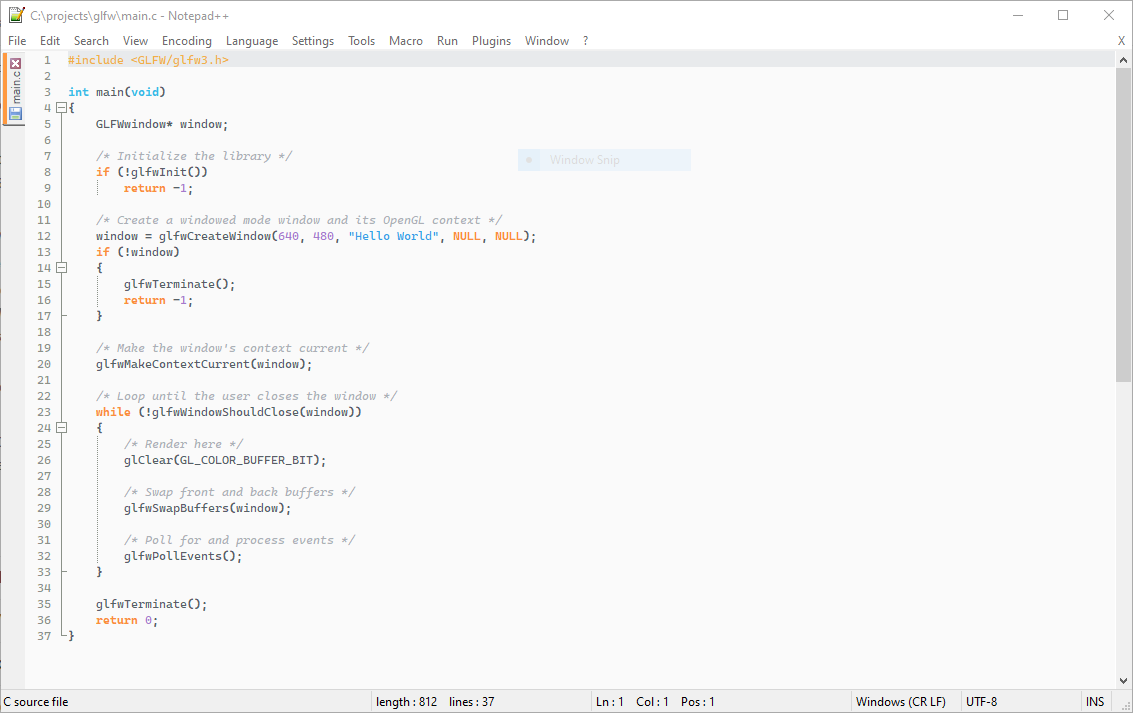 C:\projects\glfw\main.c - Notepad++
File Edit Search View Encoding Language Settings Tools Macro Run Plugins Window ? X
main.c
1 #include <GLFW/glfw3.h>
2
3 int main(void)
4 {
5     GLFWwindow* window;
6
7     /* Initialize the library */
Window Snip
8     if (!glfwInit())
9         return -1;
10
11     /* Create a windowed mode window and its OpenGL context */
12     window = glfwCreateWindow(640, 480, "Hello World", NULL, NULL);
13     if (!window)
14     {
15         glfwTerminate();
16         return -1;
17     }
18
19     /* Make the window's context current */
20     glfwMakeContextCurrent(window);
21
22     /* Loop until the user closes the window */
23     while (!glfwWindowShouldClose(window))
24     {
25         /* Render here */
26         glClear(GL_COLOR_BUFFER_BIT);
27
28         /* Swap front and back buffers */
29         glfwSwapBuffers(window);
30
31         /* Poll for and process events */
32         glfwPollEvents();
33     }
34
35     glfwTerminate();
36     return 0;
37 }
C source file length : 812 lines : 37 Ln : 1 Col : 1 Pos : 1 Windows (CR LF) UTF-8 INS